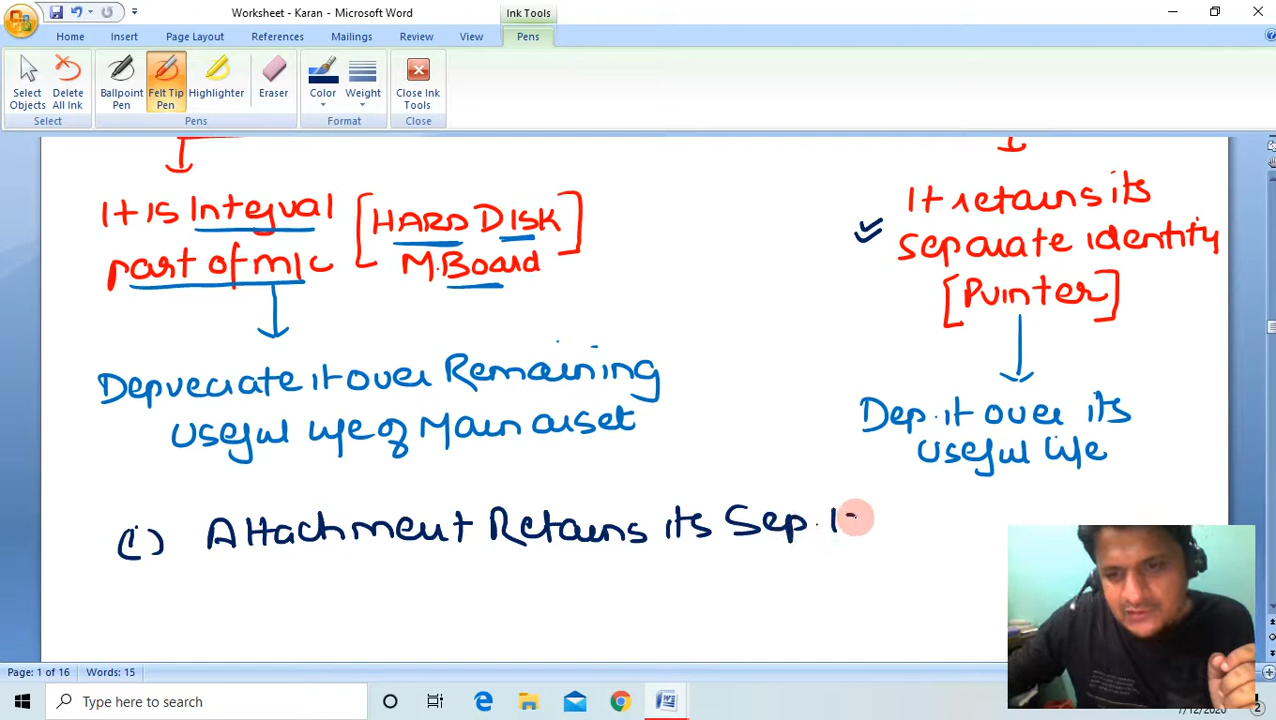 Worksheet - Karan - Microsoft Word
Ink Tools
Home Insert Page Layout References Mailings Review View Pens
Select Objects
Delete All Ink
Ballpoint Pen
Felt Tip Pen
Highlighter
Eraser
Color
Weight
Close Ink Tools
Select Pens Format Close
It is Integral
part of m/c
[HARD DISK
M.Board]
It retains its
separate identity
[Printer]
Depreciate it over Remaining
Useful life of Main asset
Dep. it over its
Useful life
(i) Attachment Retains its Sep. I
Page: 1 of 16 Words: 15
Type here to search
7/12/2020
2